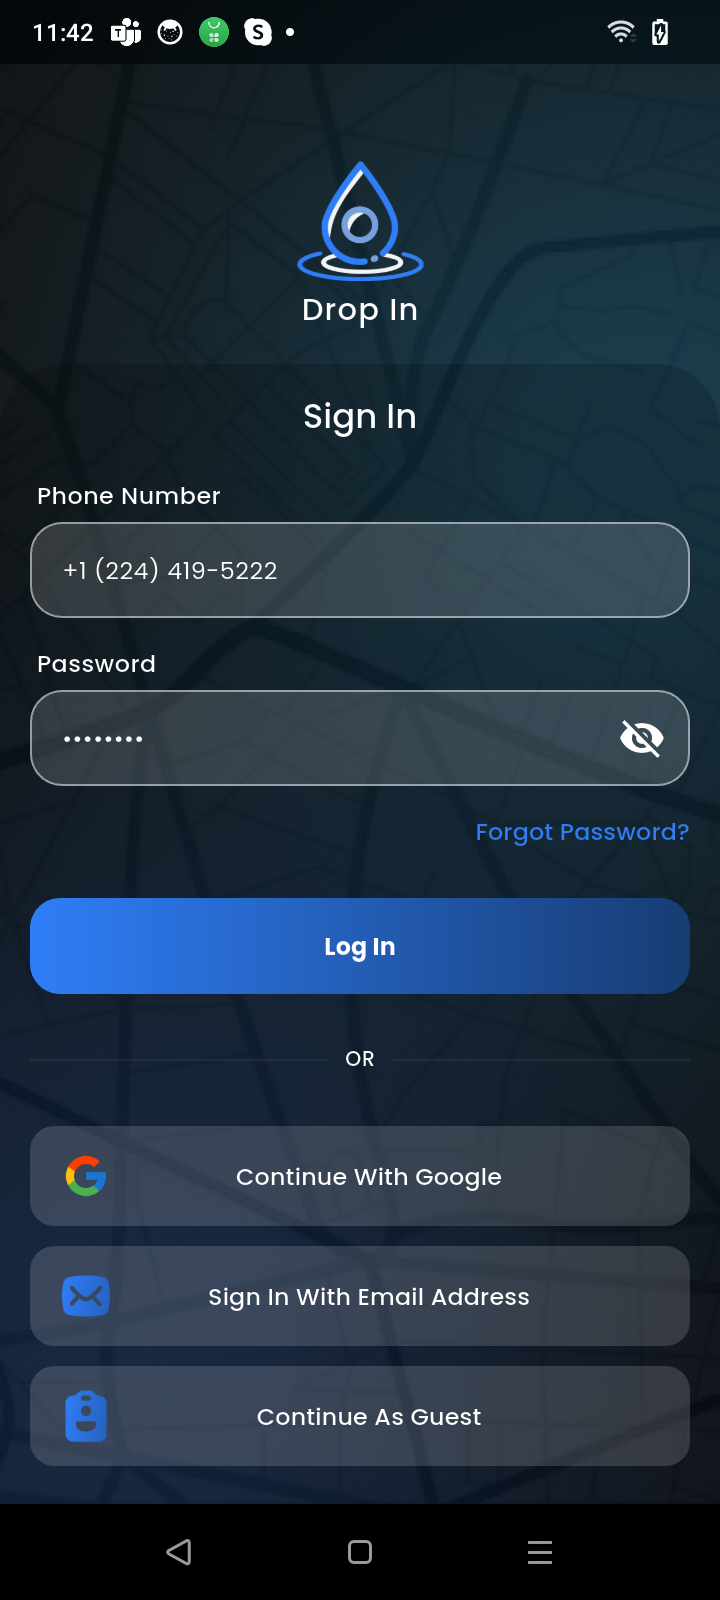 11:42
Drop In
Sign In
Phone Number
+1 (224) 419-5222
Password
••••••••
Forgot Password?
Log In
OR
Continue With Google
Sign In With Email Address
Continue As Guest